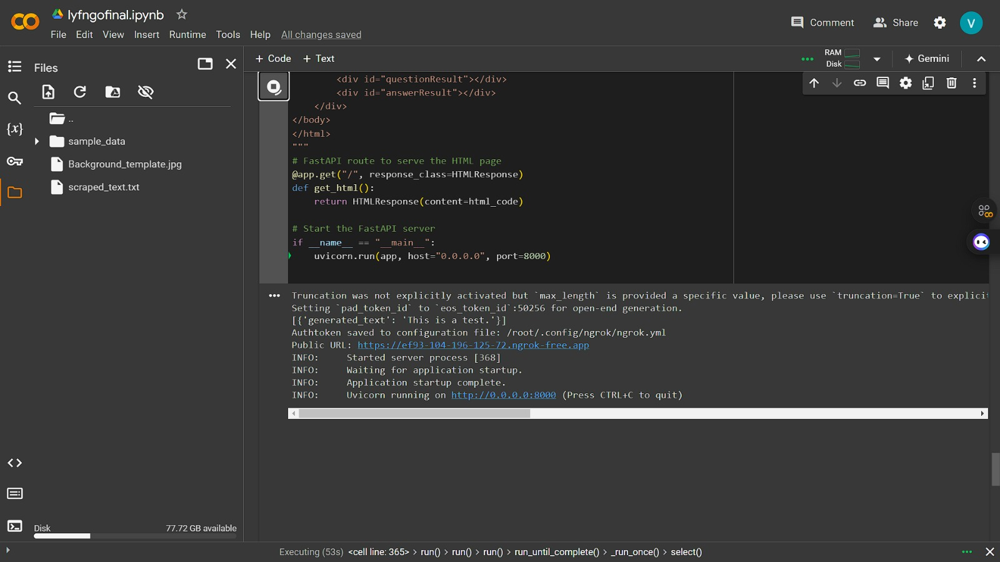 lyfngofinal.ipynb
File Edit View Insert Runtime Tools Help All changes saved
Comment Share V
Files
+ Code + Text
RAM
Disk
Gemini
..
sample_data
Background_template.jpg
scraped_text.txt
{x}
<div id="questionResult"></div>
<div id="answerResult"></div>
</div>
</body>
</html>
"""
# FastAPI route to serve the HTML page
@app.get("/", response_class=HTMLResponse)
def get_html():
return HTMLResponse(content=html_code)
# Start the FastAPI server
if __name__ == "__main__":
uvicorn.run(app, host="0.0.0.0", port=8000)
Truncation was not explicitly activated but `max_length` is provided a specific value, please use `truncation=True` to explicit
Setting `pad_token_id` to `eos_token_id`:50256 for open-end generation.
[{'generated_text': 'This is a test.'}]
Authtoken saved to configuration file: /root/.config/ngrok/ngrok.yml
Public URL: https://ef93-104-196-125-72.ngrok-free.app
INFO: Started server process [368]
INFO: Waiting for application startup.
INFO: Application startup complete.
INFO: Uvicorn running on http://0.0.0.0:8000 (Press CTRL+C to quit)
Disk 77.72 GB available
Executing (53s) <cell line: 365> > run() > run() > run() > run_until_complete() > _run_once() > select()